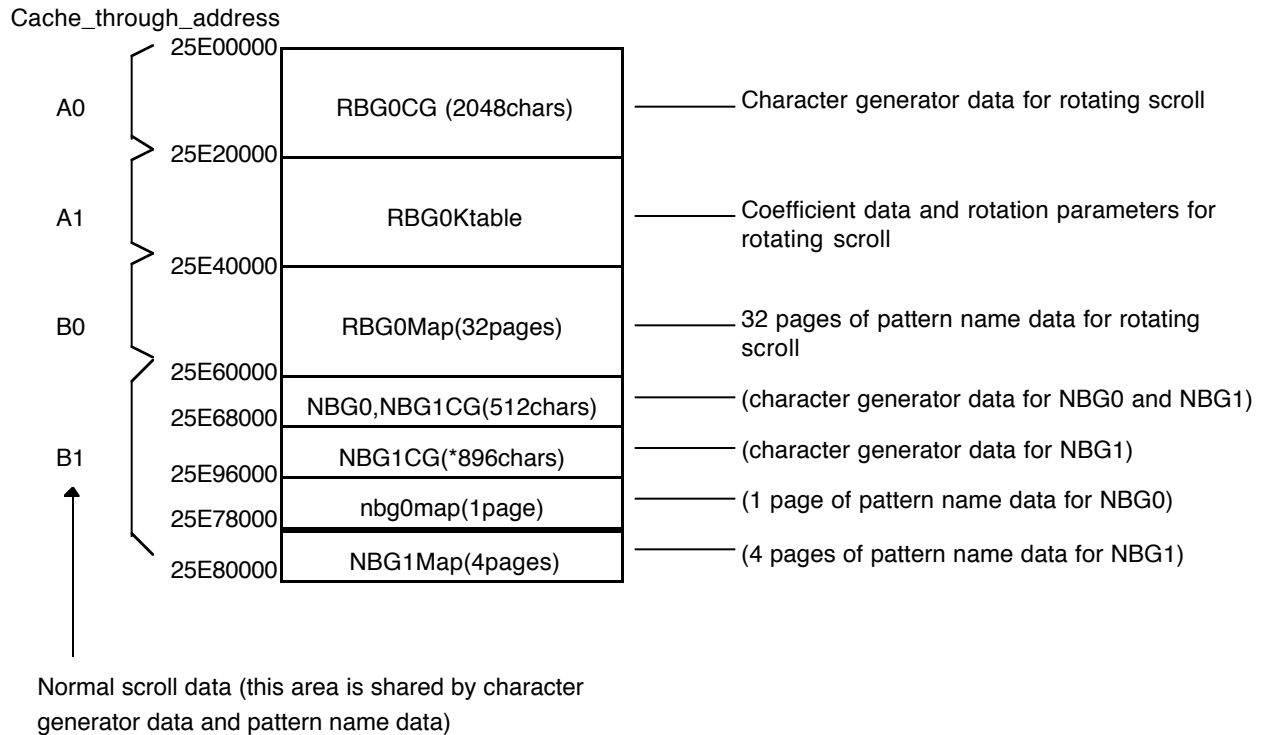 Cache_through_address
25E00000
A0
RBG0CG (2048chars)
Character generator data for rotating scroll
25E20000
A1
RBG0Ktable
Coefficient data and rotation parameters for
rotating scroll
25E40000
B0
RBG0Map(32pages)
32 pages of pattern name data for rotating
scroll
25E60000
NBG0,NBG1CG(512chars)
(character generator data for NBG0 and NBG1)
25E68000
B1
NBG1CG(*896chars)
(character generator data for NBG1)
25E96000
nbg0map(1page)
(1 page of pattern name data for NBG0)
25E78000
NBG1Map(4pages)
(4 pages of pattern name data for NBG1)
25E80000
Normal scroll data (this area is shared by character
generator data and pattern name data)